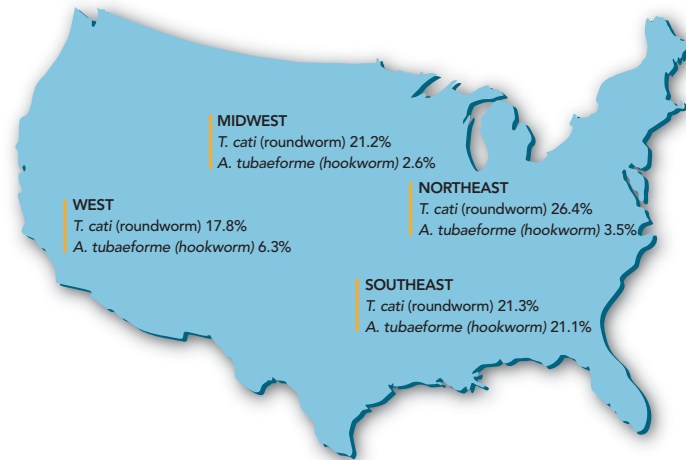 MIDWEST
T. cati (roundworm) 21.2%
A. tubaeforme (hookworm) 2.6%
NORTHEAST
T. cati (roundworm) 26.4%
A. tubaeforme (hookworm) 3.5%
WEST
T. cati (roundworm) 17.8%
A. tubaeforme (hookworm) 6.3%
SOUTHEAST
T. cati (roundworm) 21.3%
A. tubaeforme (hookworm) 21.1%